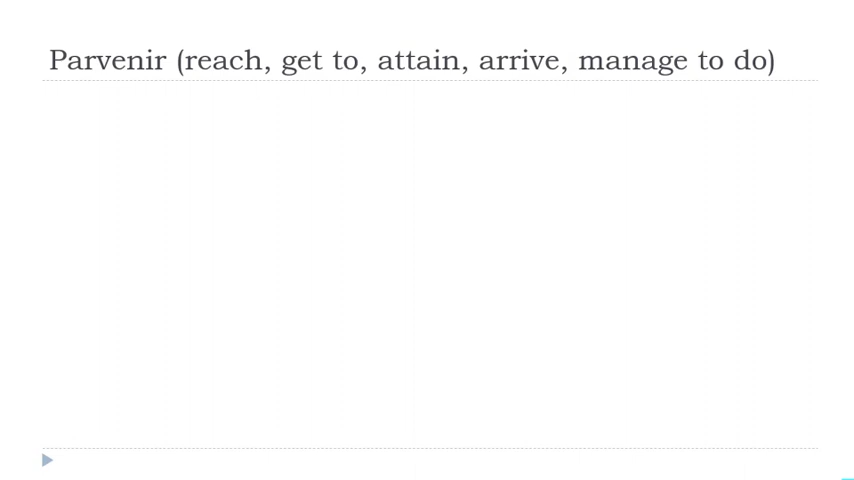 Parvenir (reach, get to, attain, arrive, manage to do)